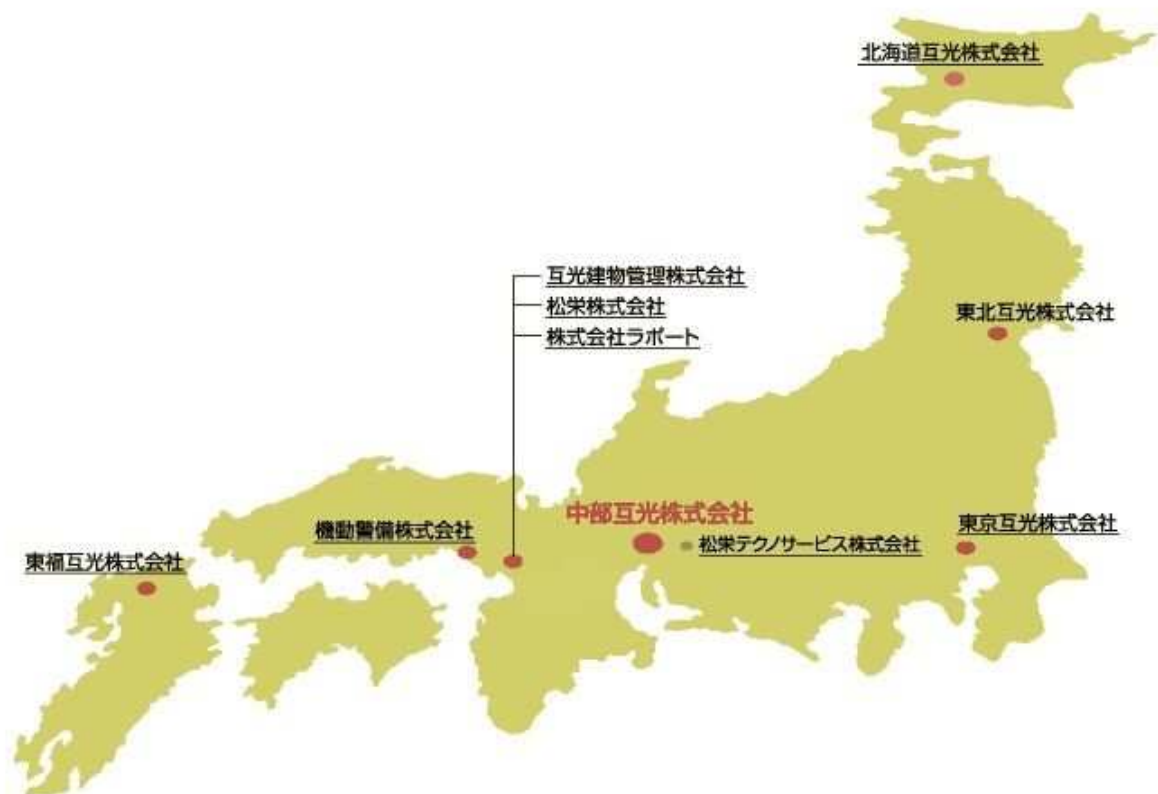 北海道互光株式会社
互光建物管理株式会社
松栄株式会社
株式会社ラポート
東北互光株式会社
中部互光株式会社
機動警備株式会社
東京互光株式会社
松栄テクノサービス株式会社
東福互光株式会社